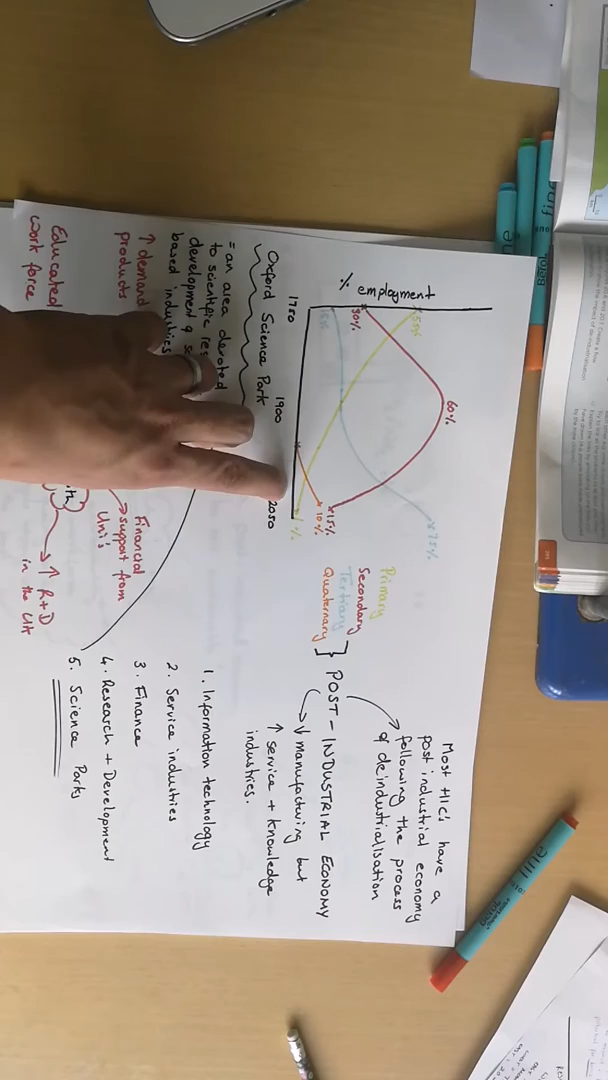 % employment
55%
30%
15%
60%
75%
15%
10%
1%
1750
1900
2050
Primary
Secondary
Tertiary
Quaternary
POST-INDUSTRIAL ECONOMY
Most HICs have a
post industrial economy
following the process
of deindustrialisation
↓ manufacturing but
↑ service + knowledge
industries.
1. Information technology
2. Service industries
3. Finance
4. Research + Development
5. Science Parks
Oxford Science Park
= an area devoted
to scientific
development &
based industries
↑ demand
products
Educated
work force
Financial
support from
Uni's
↑ R+D
in the UK